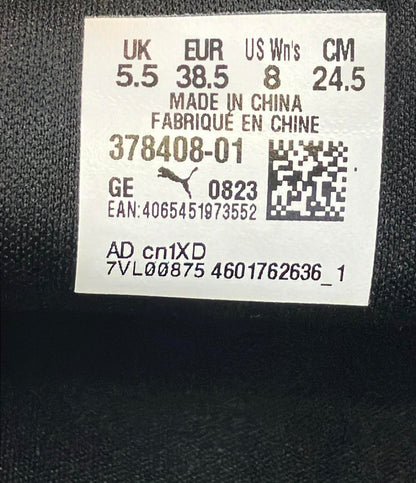 UK EUR US Wn's CM
5.5 38.5 8 24.5
MADE IN CHINA
FABRIQUÉ EN CHINE
378408-01
GE 0823
EAN:4065451973552
AD cn1XD
7VL00875 4601762636_1